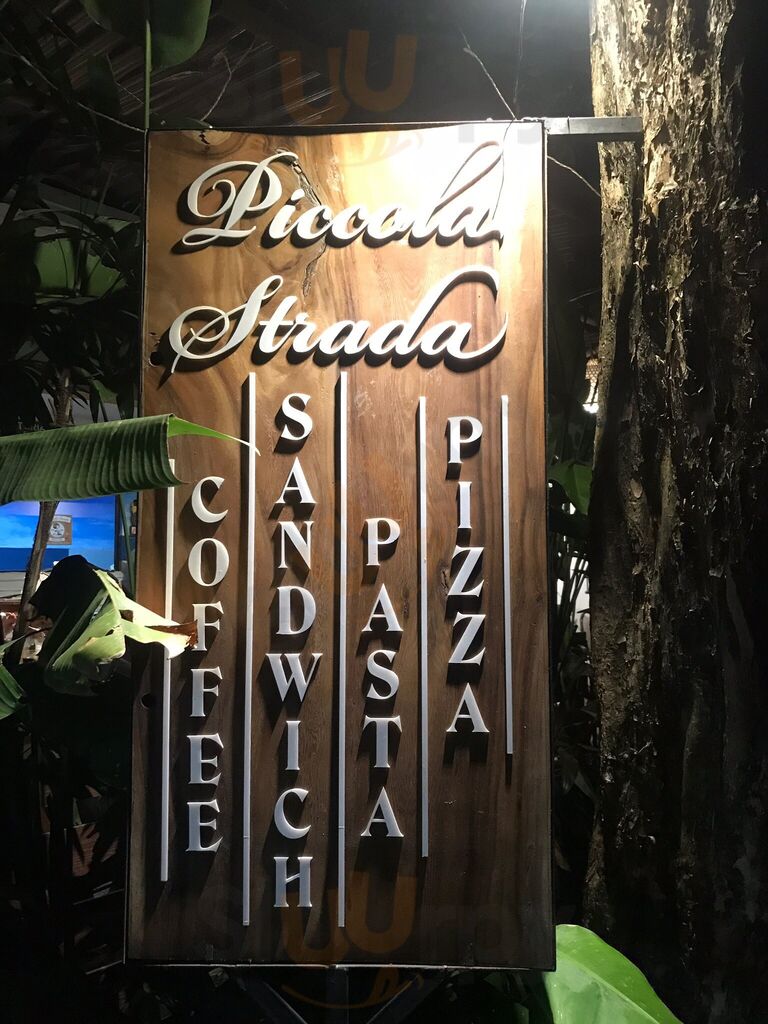 Piccola
Strada
COFFEE
SANDWICH
PASTA
PIZZA